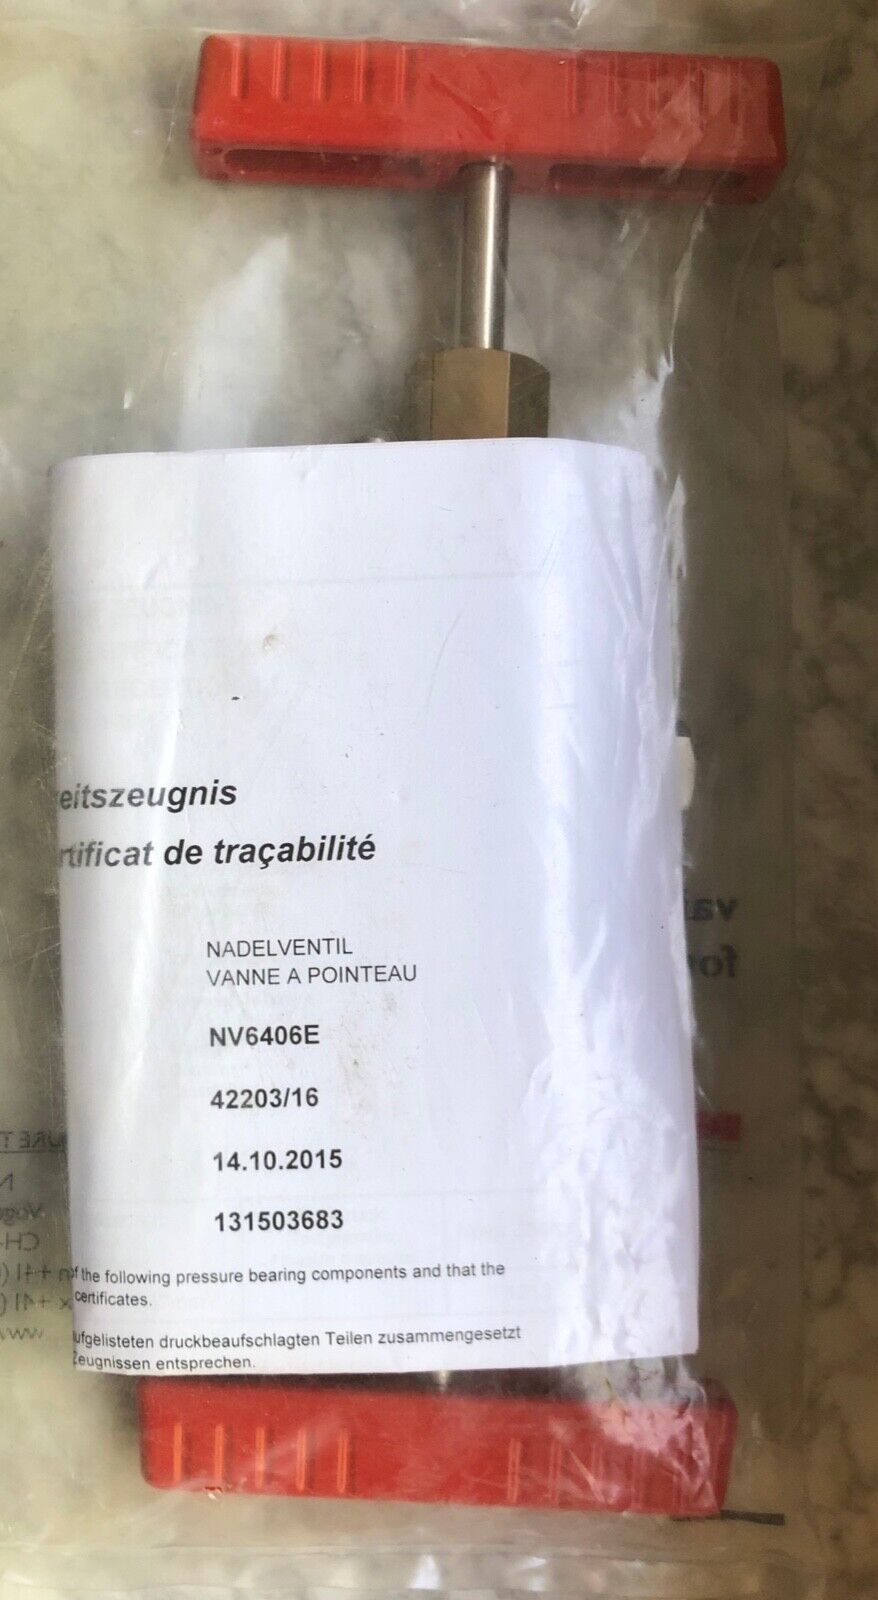 eitszeugnis
rtificat de traçabilité
NADELVENTIL
VANNE A POINTEAU
NV6406E
42203/16
14.10.2015
131503683
of the following pressure bearing components and that the
certificates.
ufgelisteten druckbeaufschlagten Teilen zusammengesetzt
Zeugnissen entsprechen.